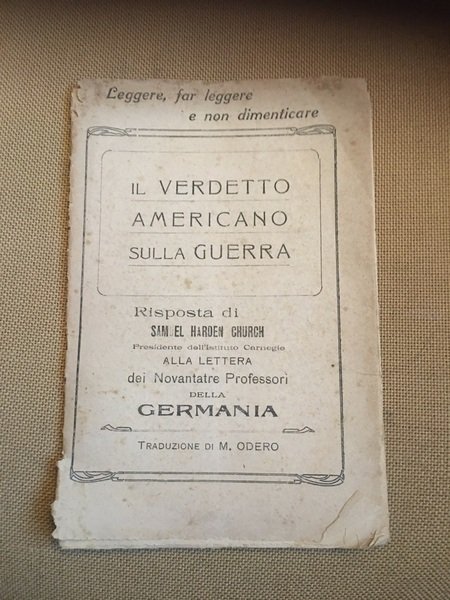 Leggere, far leggere
e non dimenticare
IL VERDETTO
AMERICANO
SULLA GUERRA
Risposta di
SAMUEL HARDEN CHURCH
Presidente dell'Istituto Carnegie
ALLA LETTERA
dei Novantatre Professori
DELLA
GERMANIA
TRADUZIONE DI M. ODERO